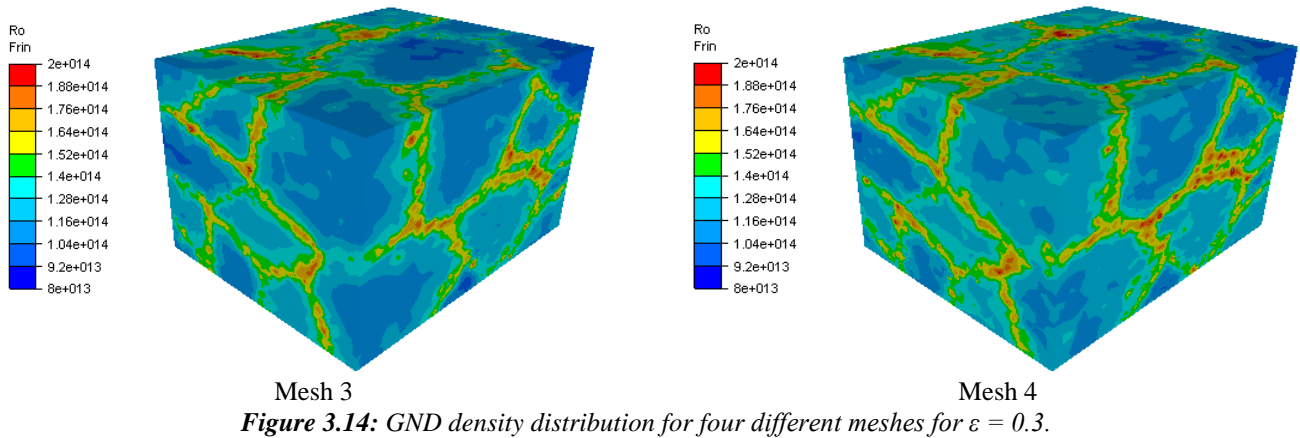 Ro
Frin
2e+014
1.88e+014
1.76e+014
1.64e+014
1.52e+014
1.4e+014
1.28e+014
1.16e+014
1.04e+014
9.2e+013
8e+013
Ro
Frin
2e+014
1.88e+014
1.76e+014
1.64e+014
1.52e+014
1.4e+014
1.28e+014
1.16e+014
1.04e+014
9.2e+013
8e+013
Mesh 3
Mesh 4
Figure 3.14: GND density distribution for four different meshes for ε = 0.3.